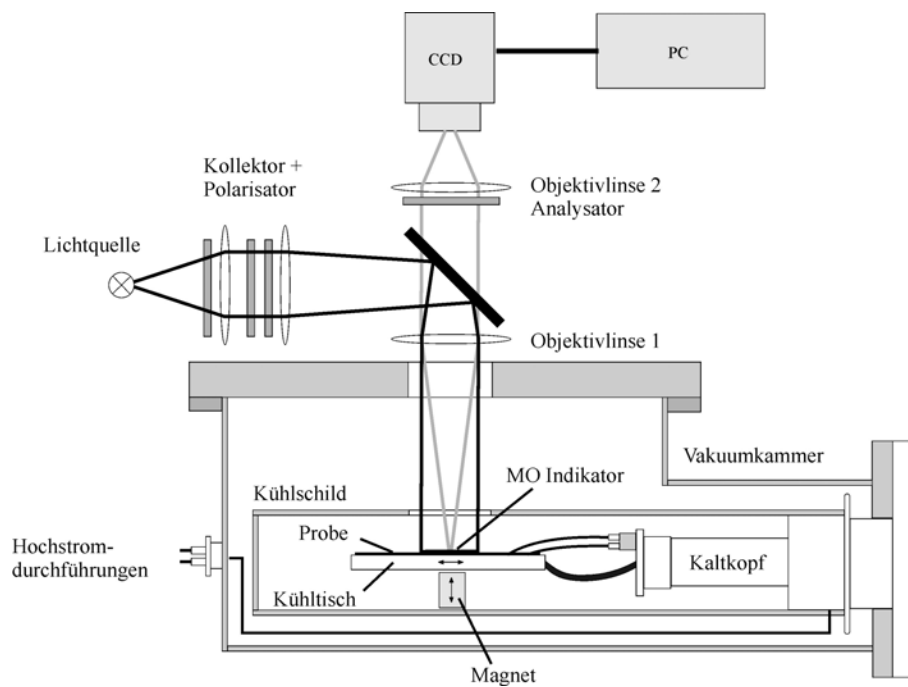 CCD
PC
Kollektor +
Polarisator
Objektivlinse 2
Analysator
Lichtquelle
Objektivlinse 1
Vakuumkammer
MO Indikator
Kühlschild
Probe
Hochstrom-
durchführungen
Kaltkopf
Kühltisch
Magnet